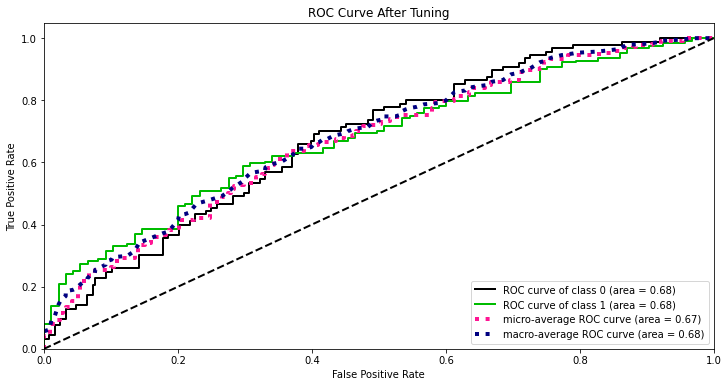 ROC Curve After Tuning
True Positive Rate
1.0
0.8
0.6
0.4
0.2
0.0
0.0 0.2 0.4 0.6 0.8 1.0
False Positive Rate
ROC curve of class 0 (area = 0.68)
ROC curve of class 1 (area = 0.68)
micro-average ROC curve (area = 0.67)
macro-average ROC curve (area = 0.68)